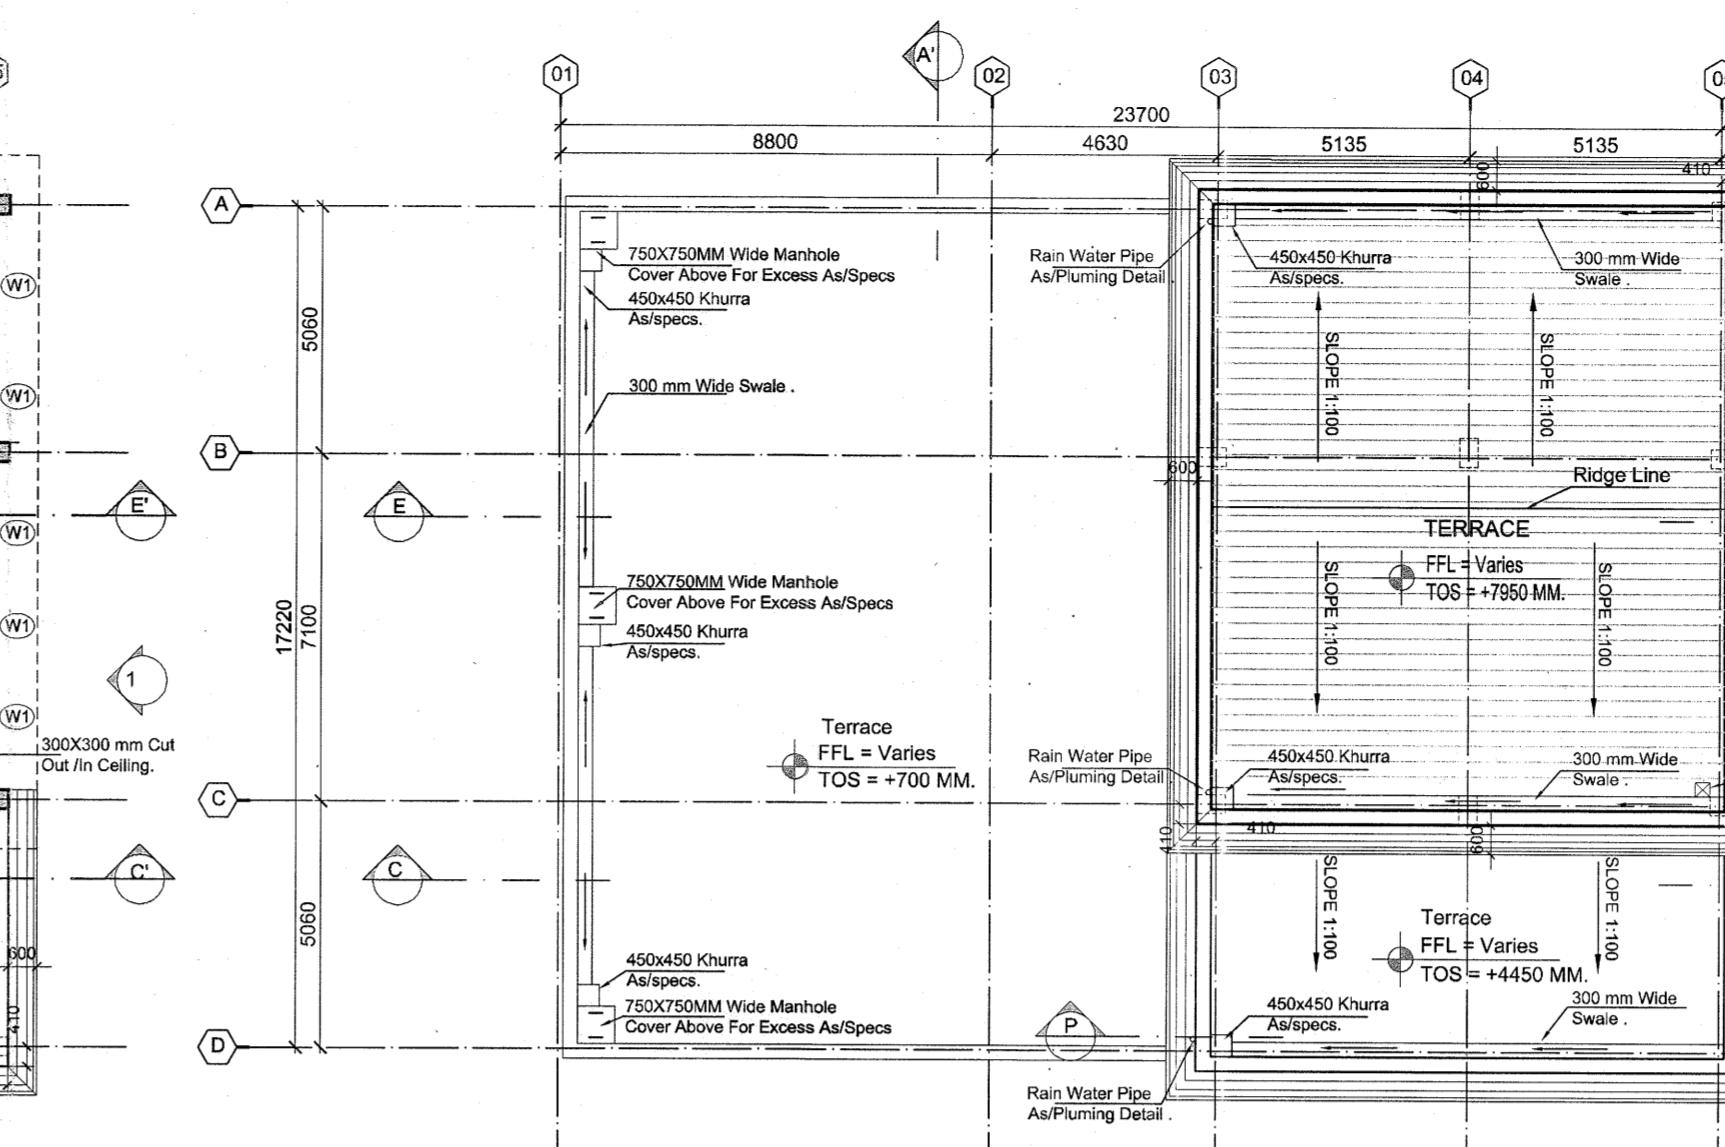 01
A'
02
03
04
23700
8800
4630
5135
5135
600
410
A
750X750MM Wide Manhole
Cover Above For Excess As/Specs
450x450 Khurra
As/specs.
Rain Water Pipe
As/Pluming Detail .
450x450 Khurra
As/specs.
300 mm Wide
Swale .
W1
5060
SLOPE 1:100
SLOPE 1:100
W1
300 mm Wide Swale .
B
600
Ridge Line
E'
E
W1
TERRACE
FFL = Varies
TOS = +7950 MM.
SLOPE 1:100
SLOPE 1:100
750X750MM Wide Manhole
Cover Above For Excess As/Specs
450x450 Khurra
As/specs.
17220
7100
W1
1
W1
300X300 mm Cut
Out /In Ceiling.
Terrace
FFL = Varies
TOS = +700 MM.
Rain Water Pipe
As/Pluming Detail
450x450 Khurra
As/specs.
300 mm Wide
Swale .
C
410
410
600
C'
C
SLOPE 1:100
SLOPE 1:100
5060
Terrace
FFL = Varies
TOS = +4450 MM.
600
410
450x450 Khurra
As/specs.
750X750MM Wide Manhole
Cover Above For Excess As/Specs
450x450 Khurra
As/specs.
300 mm Wide
Swale .
P
D
Rain Water Pipe
As/Pluming Detail .